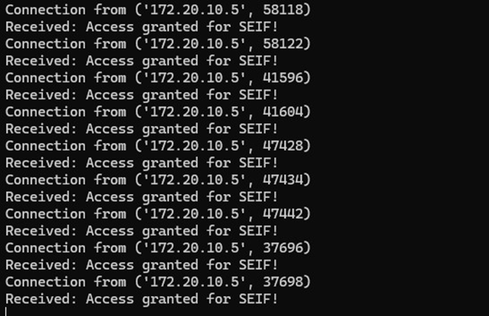 Connection from ('172.20.10.5', 58118)
Received: Access granted for SEIF!
Connection from ('172.20.10.5', 58122)
Received: Access granted for SEIF!
Connection from ('172.20.10.5', 41596)
Received: Access granted for SEIF!
Connection from ('172.20.10.5', 41604)
Received: Access granted for SEIF!
Connection from ('172.20.10.5', 47428)
Received: Access granted for SEIF!
Connection from ('172.20.10.5', 47434)
Received: Access granted for SEIF!
Connection from ('172.20.10.5', 47442)
Received: Access granted for SEIF!
Connection from ('172.20.10.5', 37696)
Received: Access granted for SEIF!
Connection from ('172.20.10.5', 37698)
Received: Access granted for SEIF!